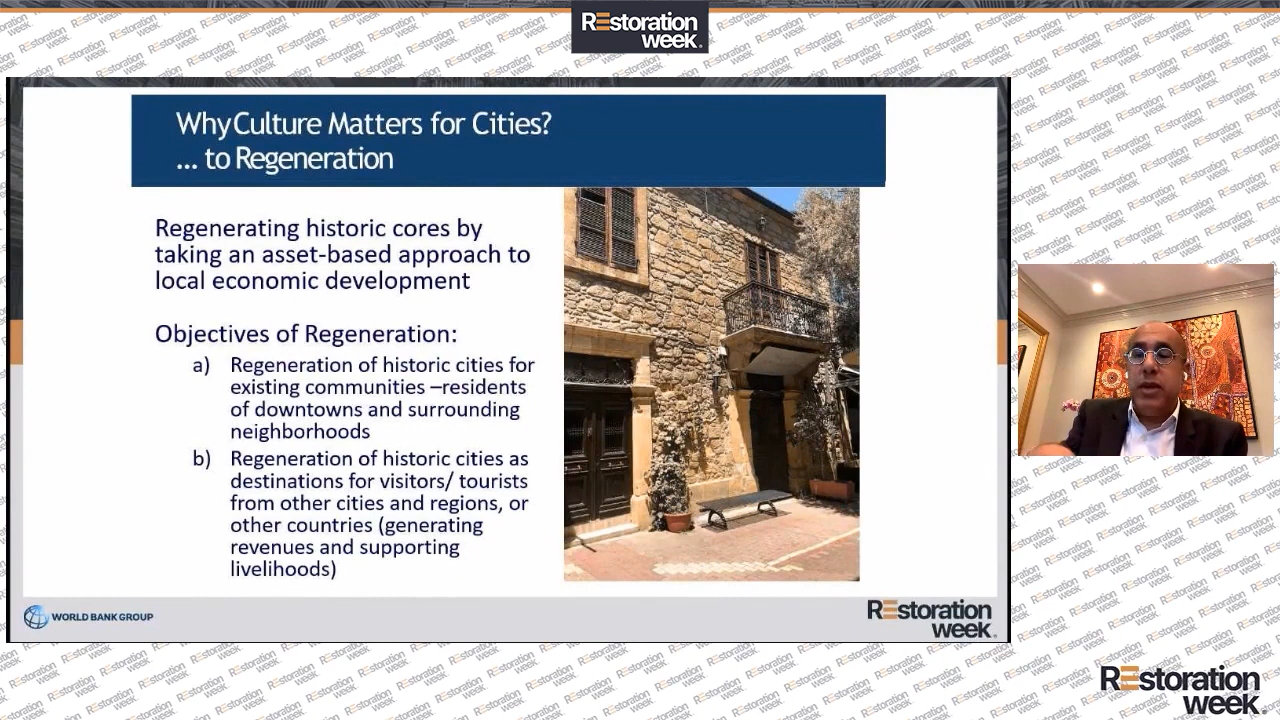 REstoration
week.
WhyCulture Matters for Cities?
... to Regeneration
Regenerating historic cores by
taking an asset-based approach to
local economic development
Objectives of Regeneration:
a) Regeneration of historic cities for
existing communities –residents
of downtowns and surrounding
neighborhoods
b) Regeneration of historic cities as
destinations for visitors/ tourists
from other cities and regions, or
other countries (generating
revenues and supporting
livelihoods)
WORLD BANK GROUP
REstoration
week.
REstoration
week.